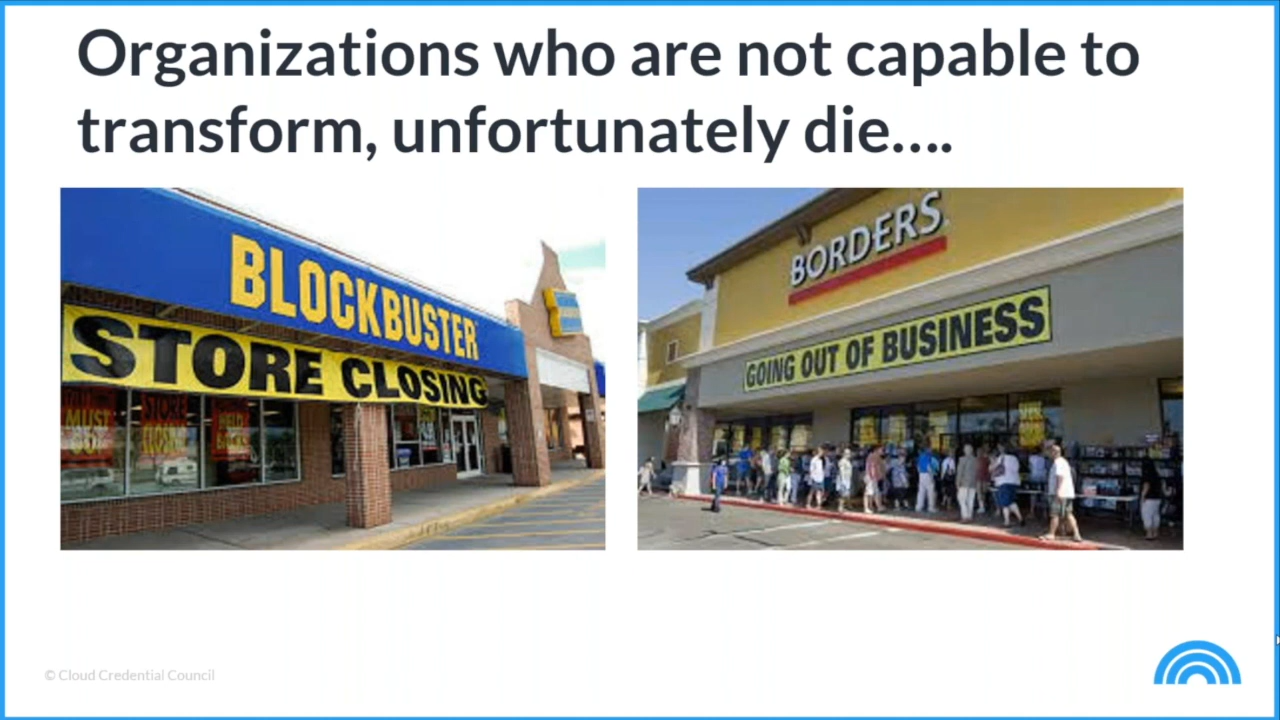 Organizations who are not capable to
transform, unfortunately die....
BLOCKBUSTER
STORE CLOSING
MUST
BORDERS
GOING OUT OF BUSINESS
© Cloud Credential Council